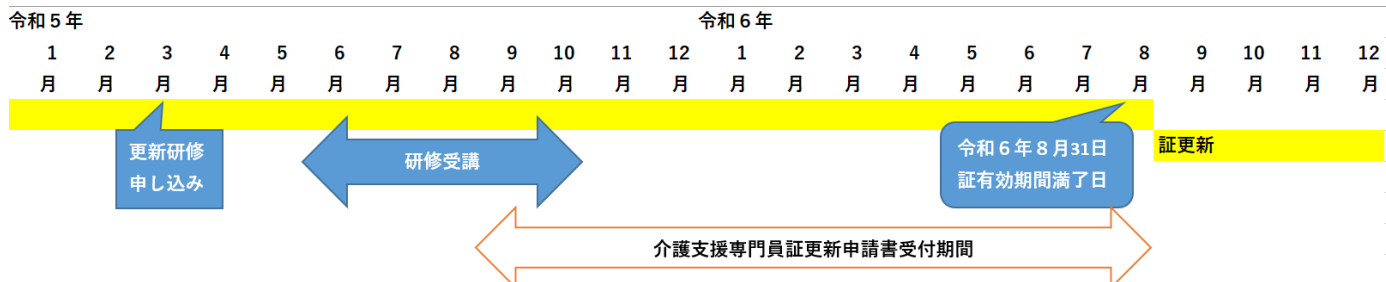 令和５年 令和６年
1 2 3 4 5 6 7 8 9 10 11 12 1 2 3 4 5 6 7 8 9 10 11 12
月 月 月 月 月 月 月 月 月 月 月 月 月 月 月 月 月 月 月 月 月 月 月 月
更新研修
申し込み
研修受講
令和６年８月31日
証有効期間満了日
証更新
介護支援専門員証更新申請書受付期間